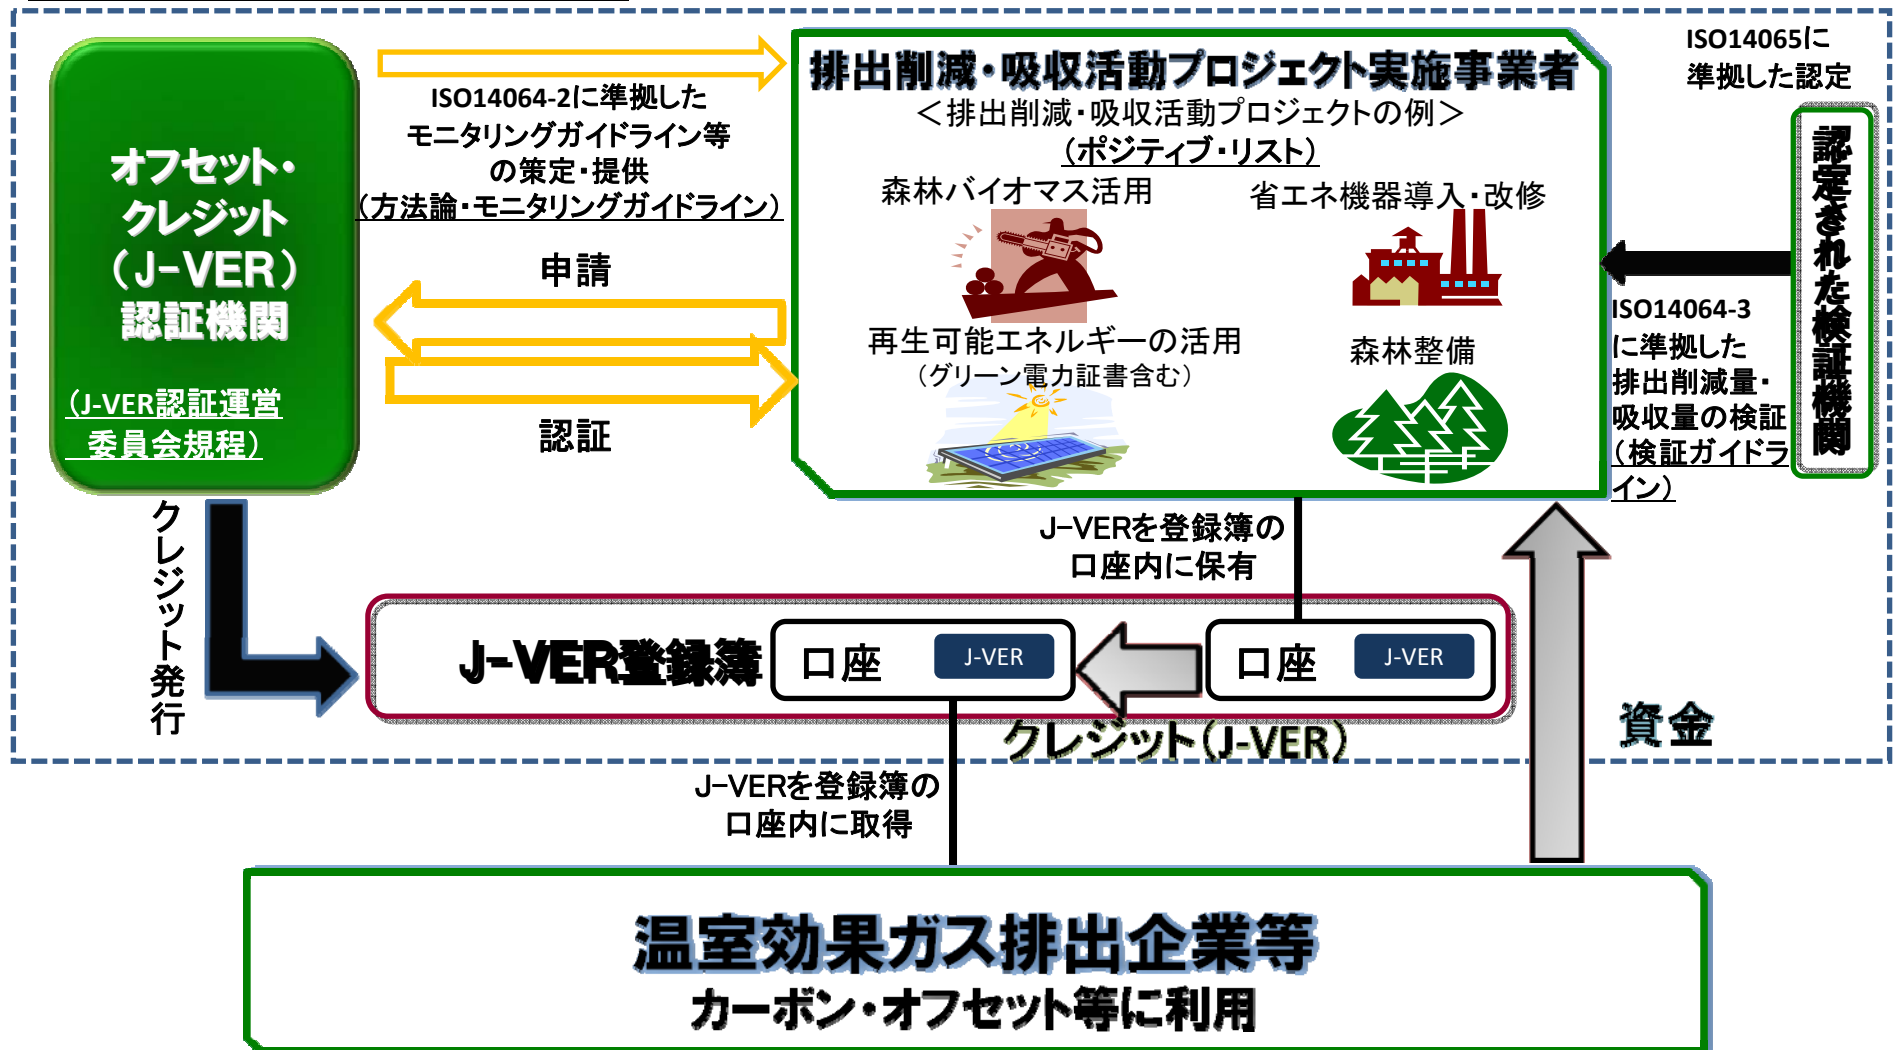 オフセット・
クレジット
（J-VER）
認証機関
（J-VER認証運営
委員会規程）
ISO14064-2に準拠した
モニタリングガイドライン等
の策定・提供
（方法論・モニタリングガイドライン）
申請
認証
排出削減・吸収活動プロジェクト実施事業者
＜排出削減・吸収活動プロジェクトの例＞
（ポジティブ・リスト）
森林バイオマス活用
省エネ機器導入・改修
再生可能エネルギーの活用
（グリーン電力証書含む）
森林整備
ISO14065に
準拠した認定
認定された検証機関
ISO14064-3
に準拠した
排出削減量・
吸収量の検証
（検証ガイドラ
イン）
クレジット発行
J-VERを登録簿の
口座内に保有
J-VER登録簿
口座
J-VER
口座
J-VER
クレジット（J-VER）
資金
J-VERを登録簿の
口座内に取得
温室効果ガス排出企業等
カーボン・オフセット等に利用